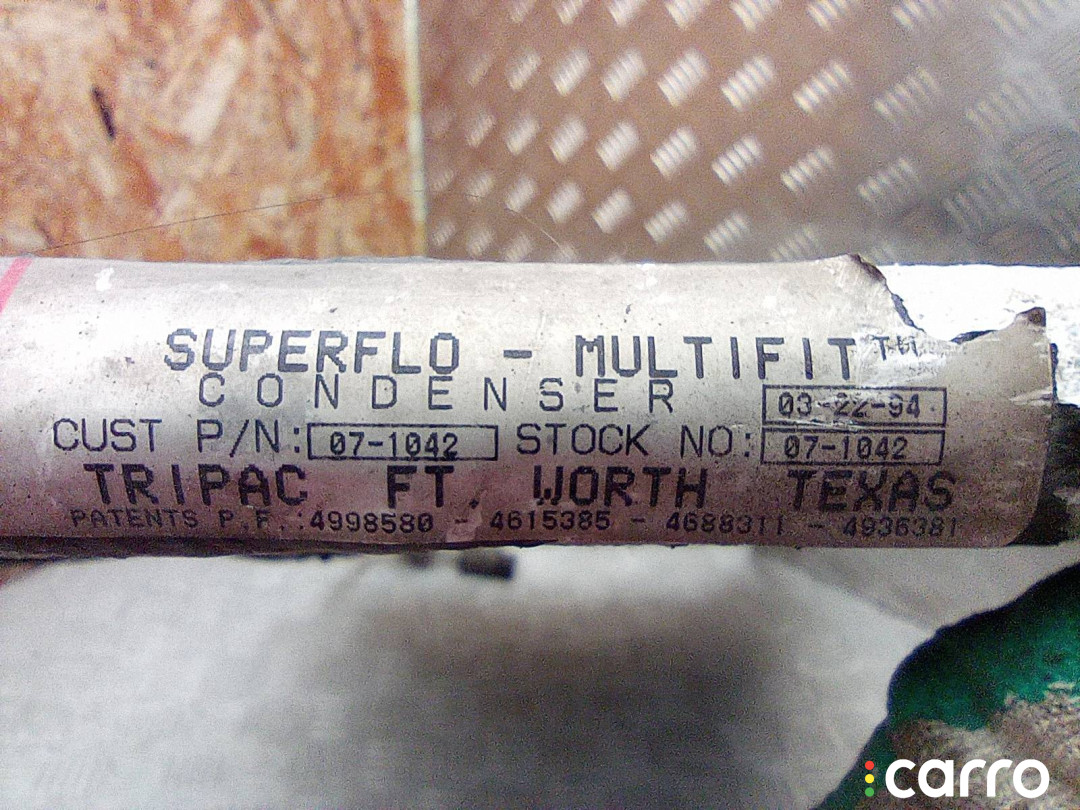 SUPERFLO - MULTIFIT™
CONDENSER 03-22-94
CUST P/N: 07-1042 STOCK NO: 07-1042
TRIPAC FT. WORTH TEXAS
PATENTS P.F.:4998580 - 4615385 - 4688311 - 4936381
carro